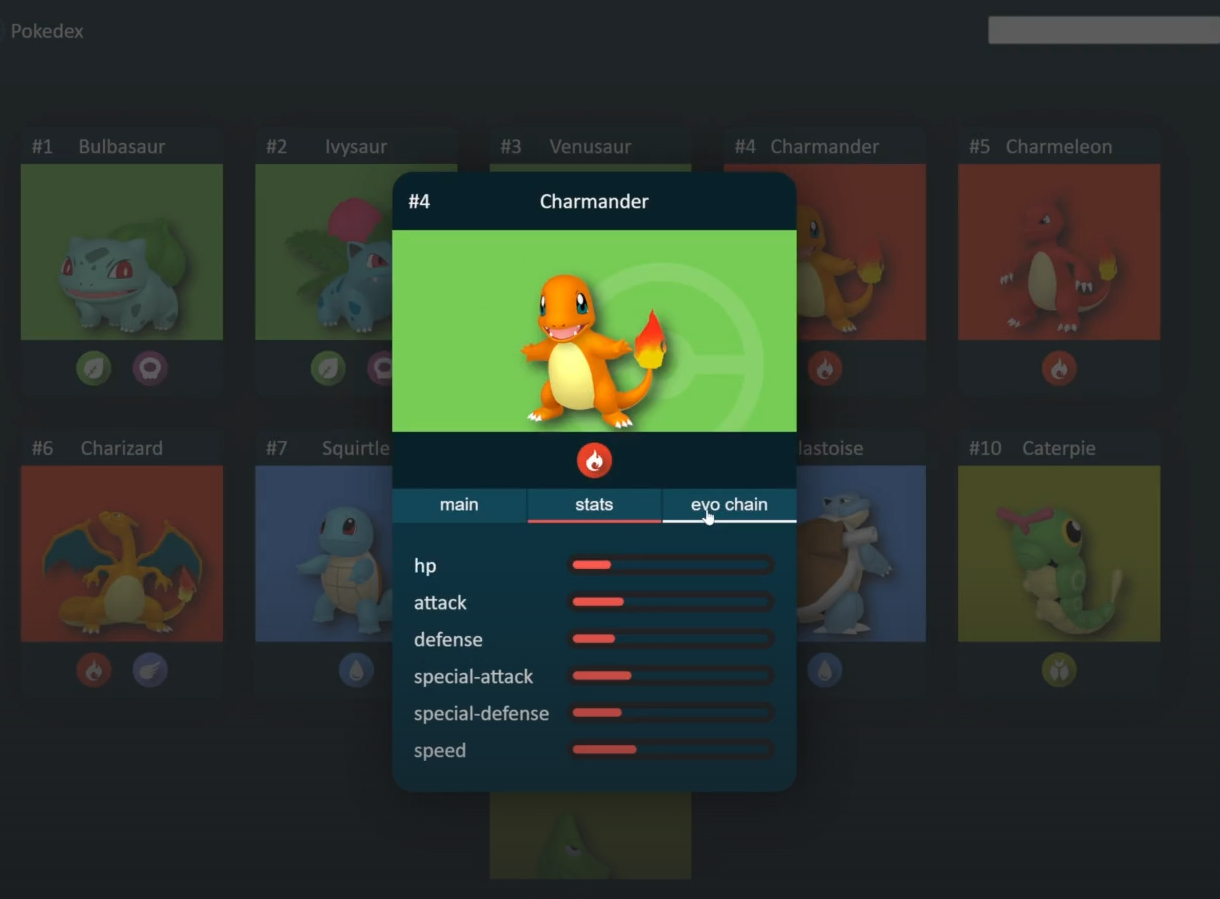 Pokedex
#1 Bulbasaur
#2 Ivysaur
#3 Venusaur
#4 Charmander
#5 Charmeleon
#4 Charmander
main stats evo chain
hp
attack
defense
special-attack
special-defense
speed
#6 Charizard
#7 Squirtle
lastoise
#10 Caterpie